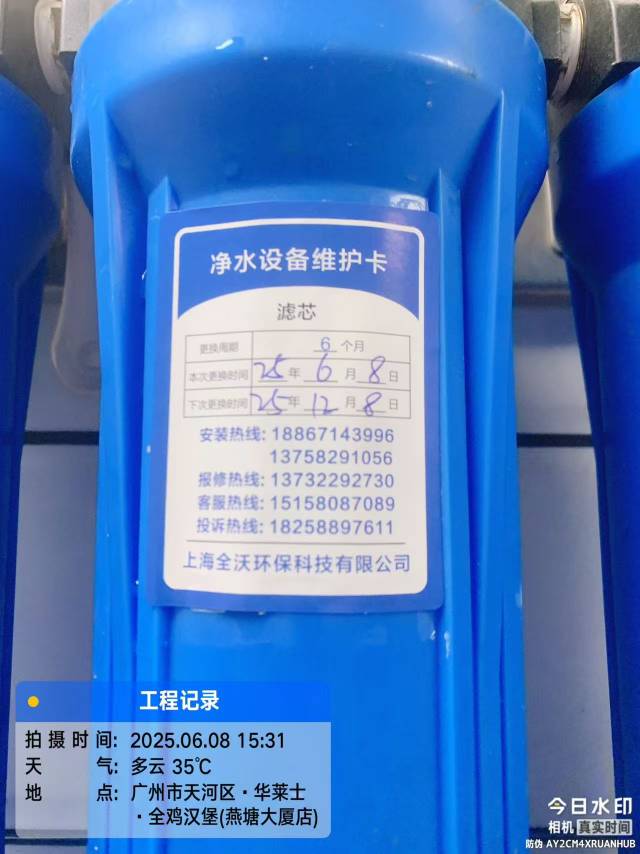 净水设备维护卡
滤芯
更换周期 6 个月
本次更换时间 25 年 6 月 8 日
下次更换时间 25 年 12 月 8 日
安装热线: 18867143996
13758291056
报修热线: 13732292730
客服热线: 15158087089
投诉热线: 18258897611
上海全沃环保科技有限公司
工程记录
拍摄时间: 2025.06.08 15:31
天气: 多云 35℃
地点: 广州市天河区·华莱士
·全鸡汉堡(燕塘大厦店)
今日水印
相机 真实时间
防伪 AY2CM4XRUANHUB